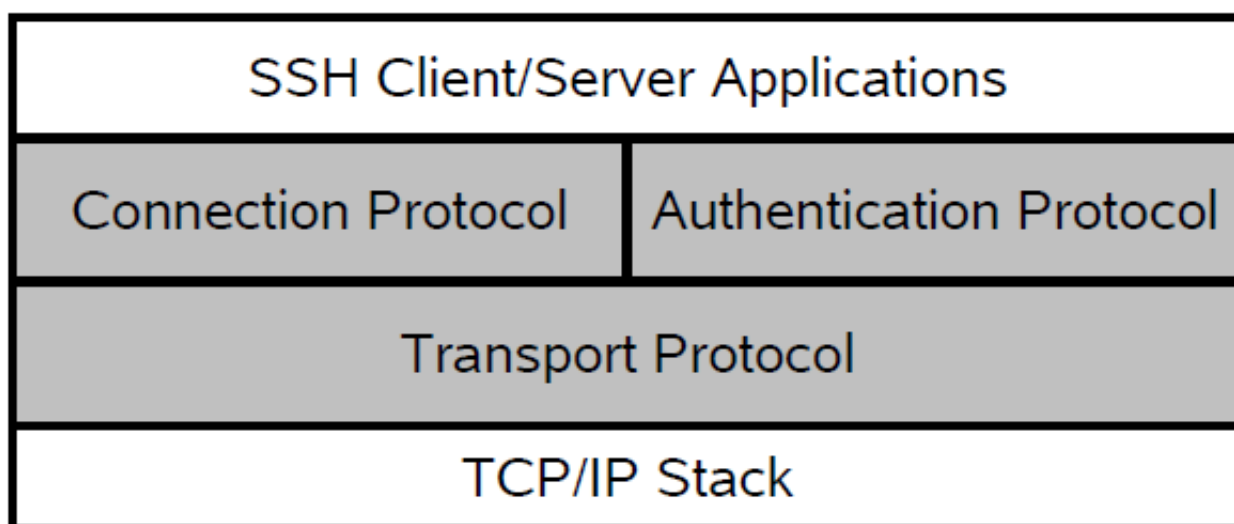 SSH Client/Server Applications
Connection Protocol
Authentication Protocol
Transport Protocol
TCP/IP Stack